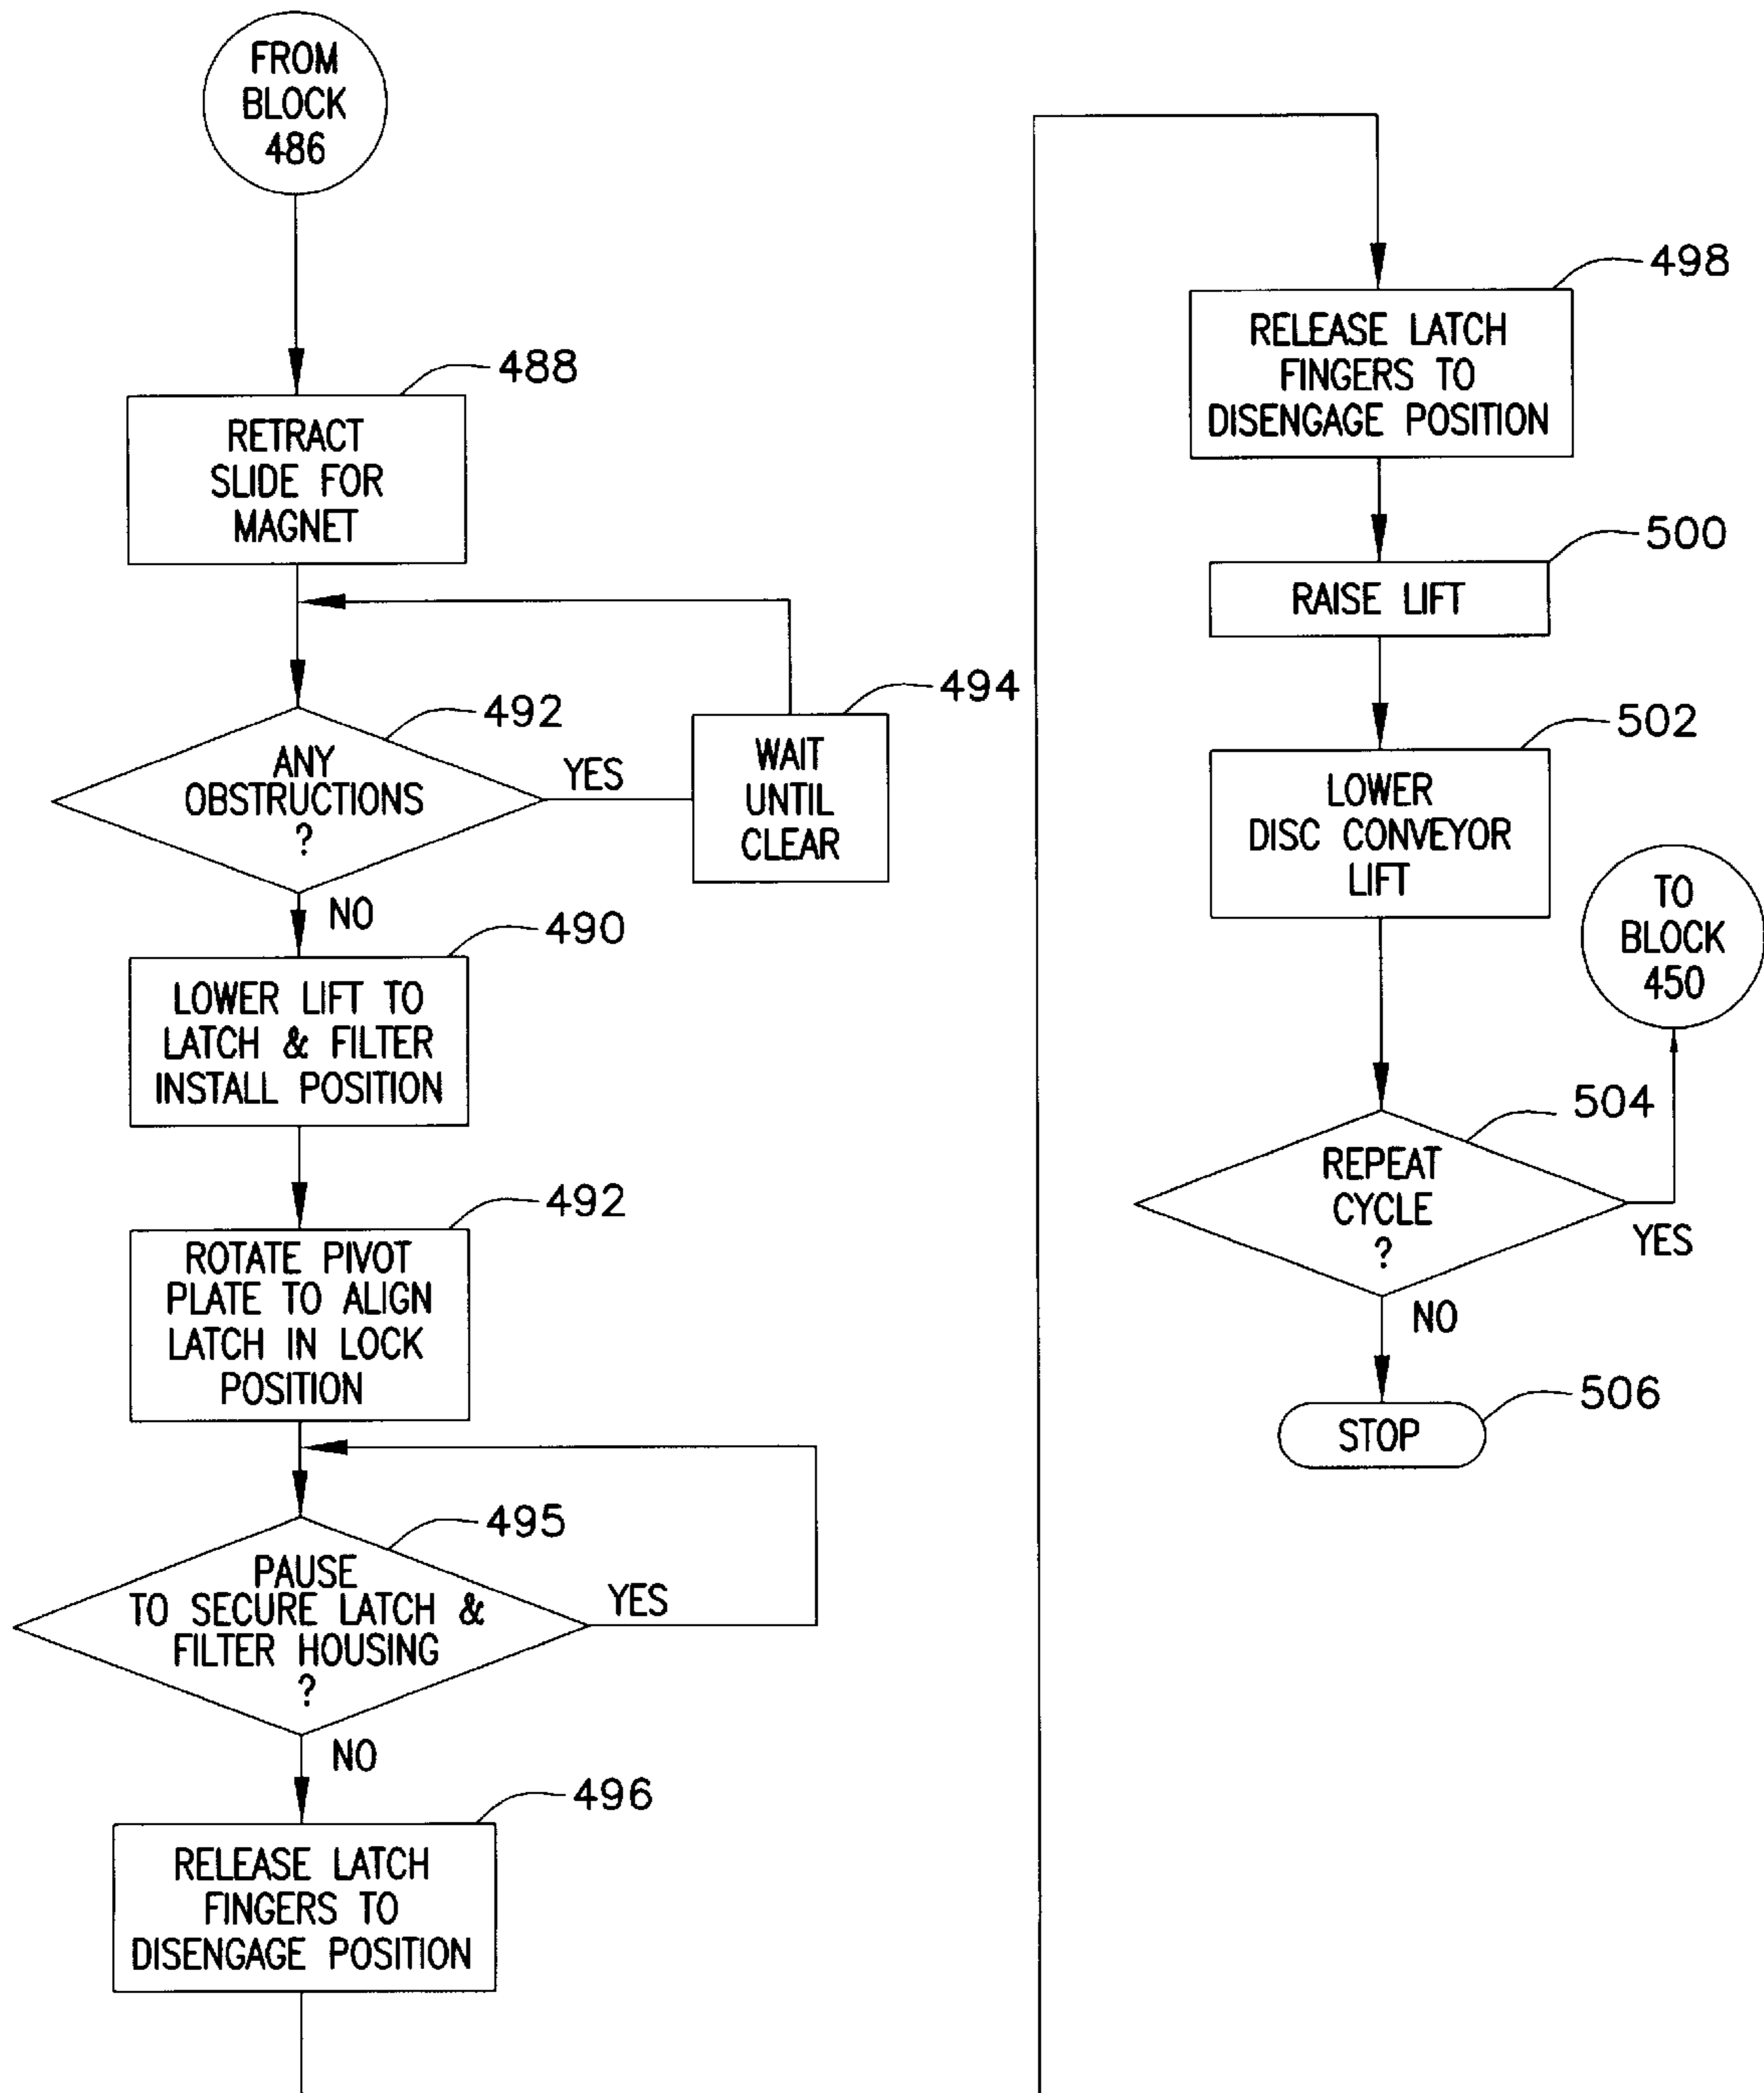 FROM
BLOCK
486
488
RETRACT
SLIDE FOR
MAGNET
492
ANY
OBSTRUCTIONS
?
YES
494
WAIT
UNTIL
CLEAR
NO
490
LOWER LIFT TO
LATCH & FILTER
INSTALL POSITION
492
ROTATE PIVOT
PLATE TO ALIGN
LATCH IN LOCK
POSITION
495
PAUSE
TO SECURE LATCH &
FILTER HOUSING
?
YES
NO
496
RELEASE LATCH
FINGERS TO
DISENGAGE POSITION
498
RELEASE LATCH
FINGERS TO
DISENGAGE POSITION
500
RAISE LIFT
502
LOWER
DISC CONVEYOR
LIFT
TO
BLOCK
450
504
REPEAT
CYCLE
?
YES
NO
506
STOP